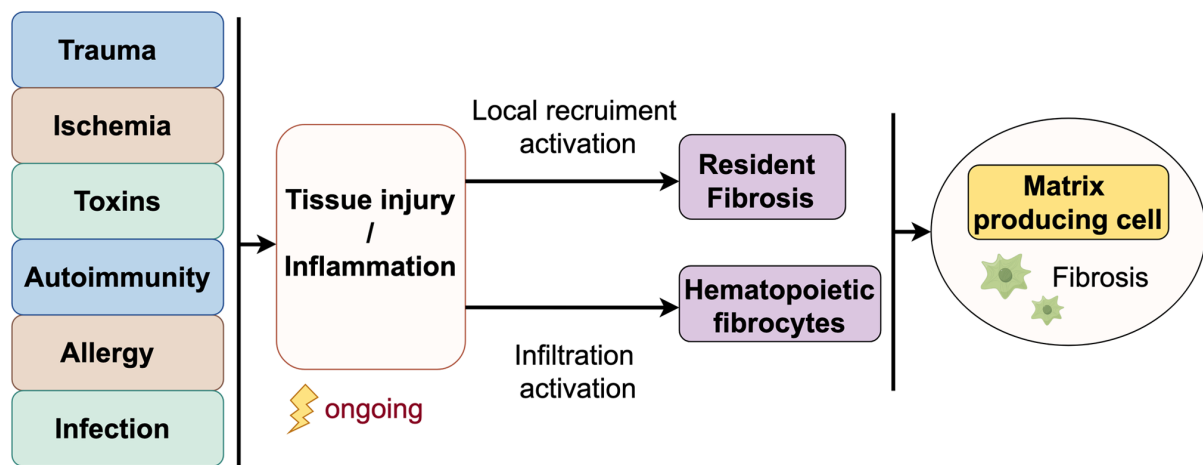 Trauma
Ischemia
Toxins
Autoimmunity
Allergy
Infection
Tissue injury
/
Inflammation
ongoing
Local recruiment
activation
Infiltration
activation
Resident
Fibrosis
Hematopoietic
fibrocytes
Matrix
producing cell
Fibrosis